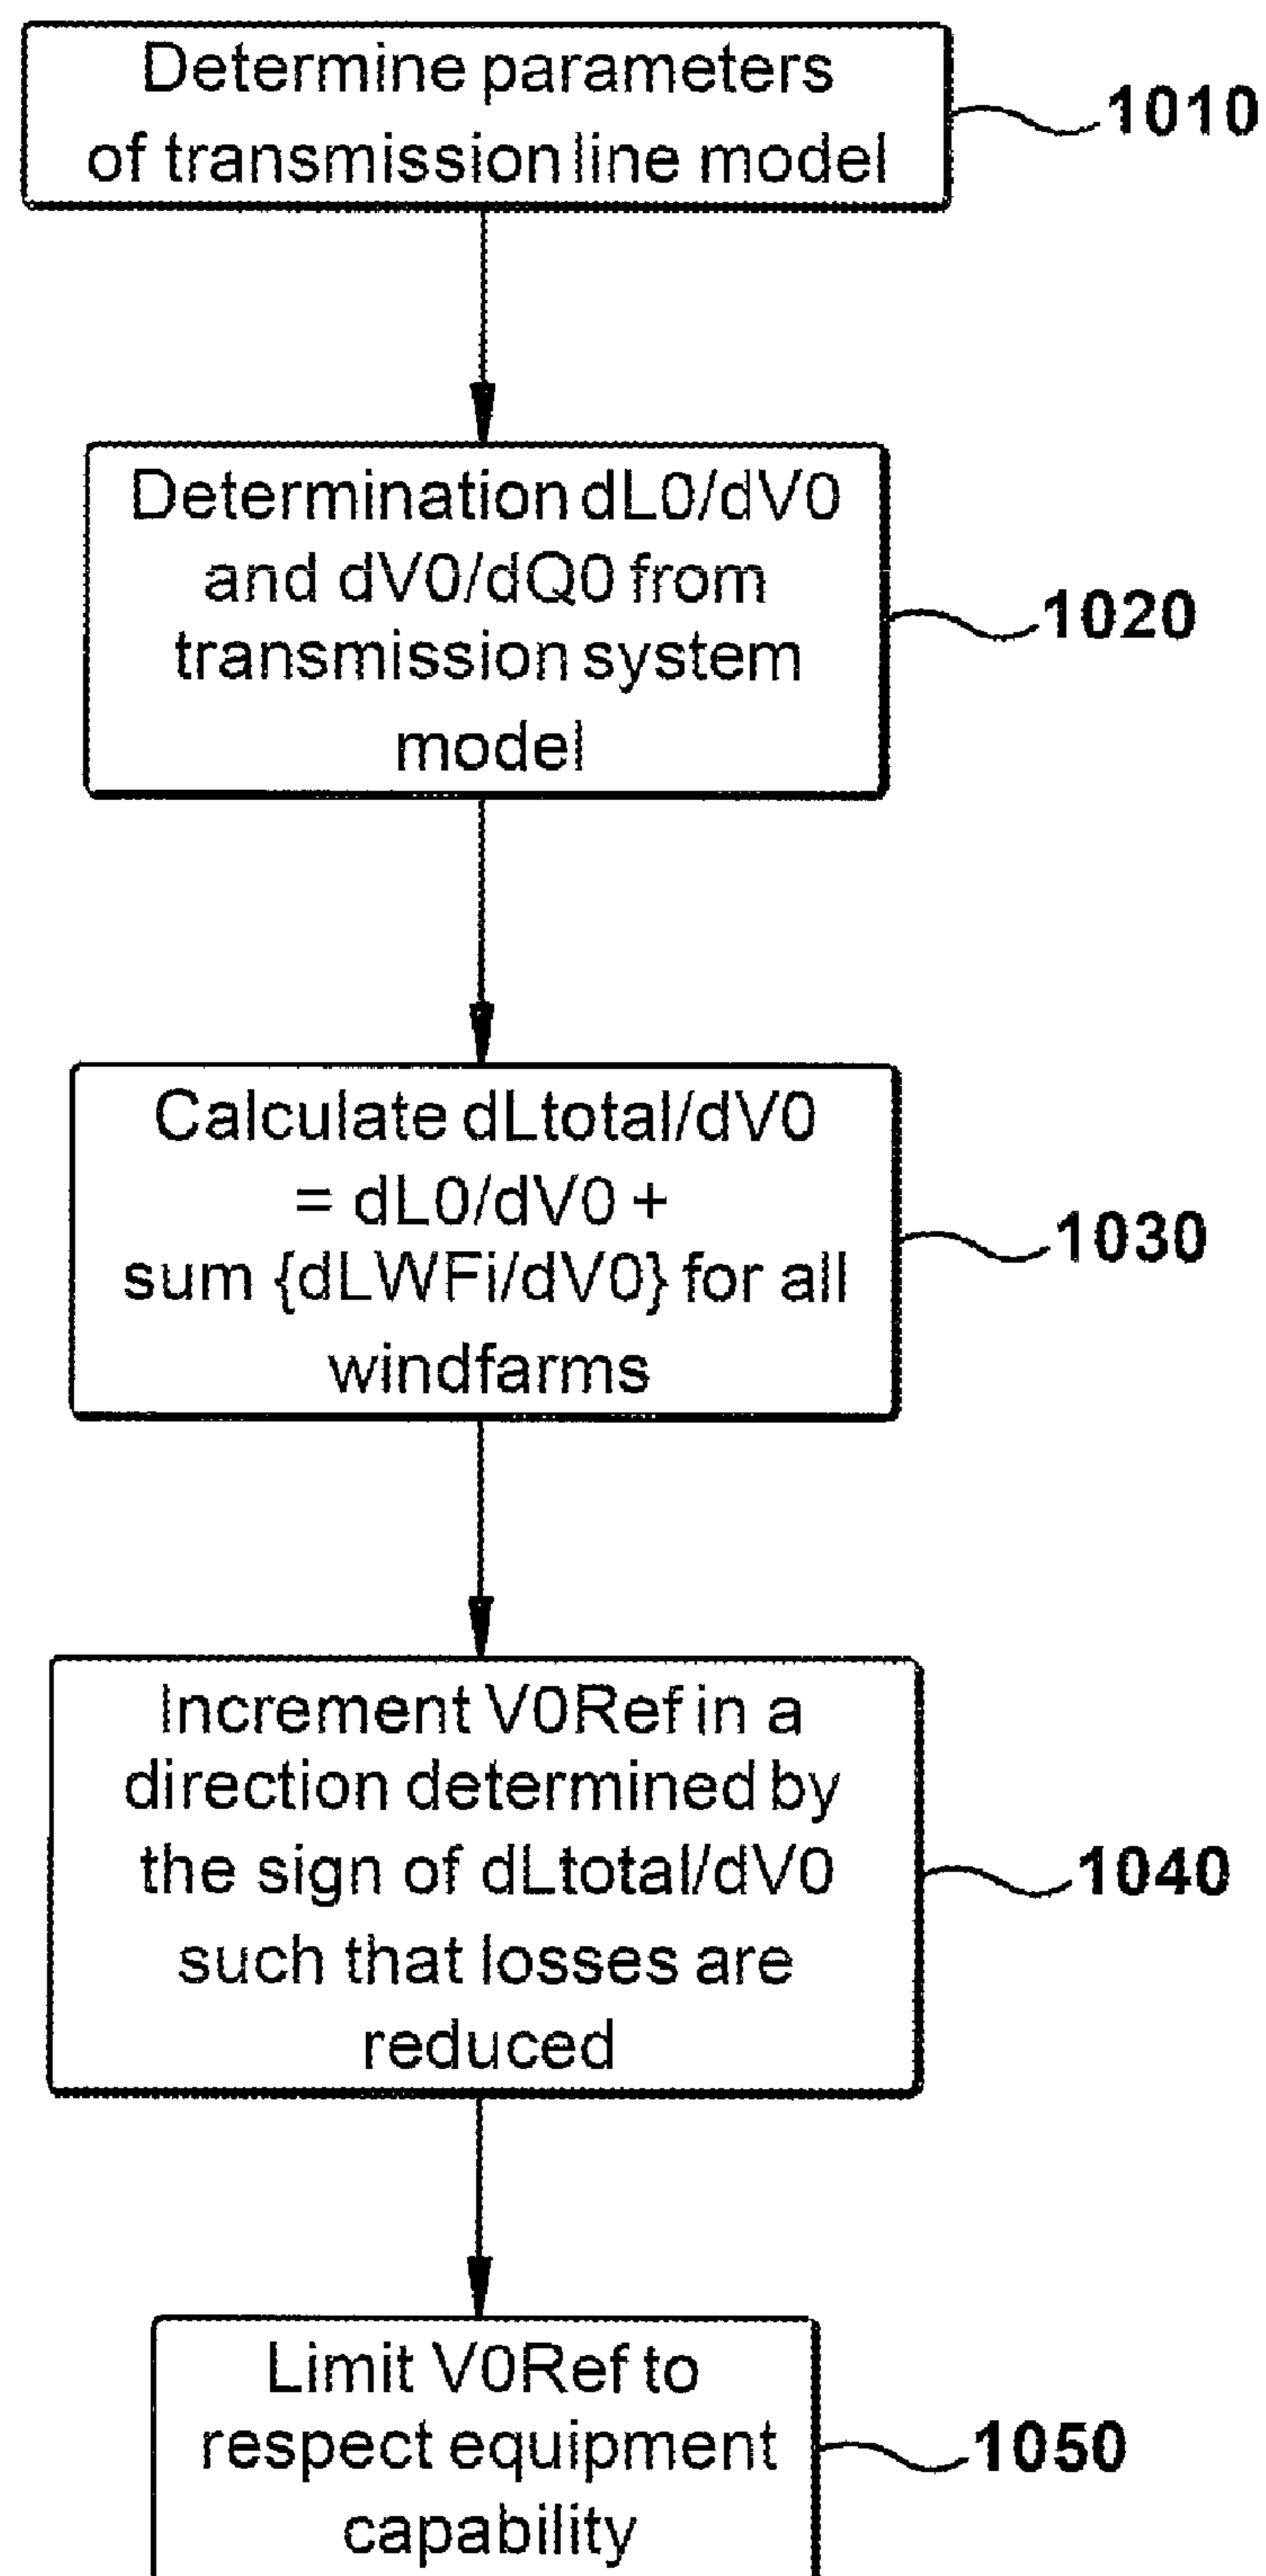 Determine parameters
of transmission line model
1010
Determination dL0/dV0
and dV0/dQ0 from
transmission system
model
1020
Calculate dLtotal/dV0
= dL0/dV0 +
sum {dLWFi/dV0} for all
windfarms
1030
Increment V0Ref in a
direction determined by
the sign of dLtotal/dV0
such that losses are
reduced
1040
Limit V0Ref to
respect equipment
capability
1050